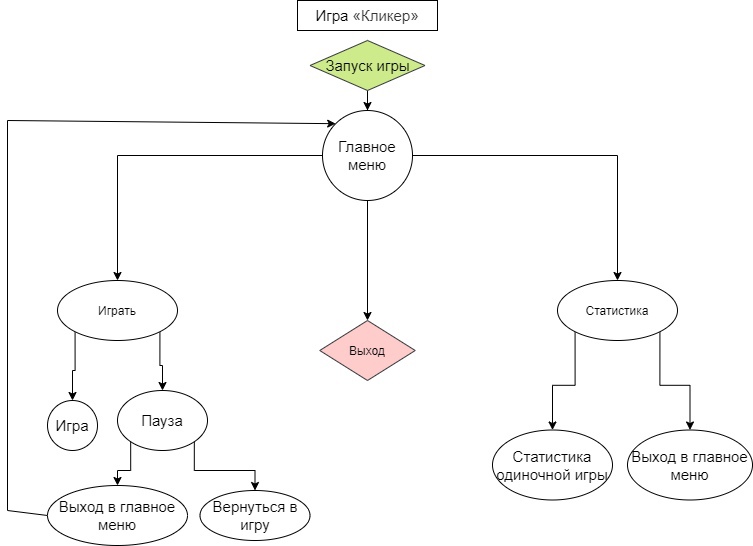 Игра «Кликер»
Запуск игры
Главное
меню
Играть
Выход
Статистика
Игра
Пауза
Статистика
одиночной игры
Выход в главное
меню
Выход в главное
меню
Вернуться в
игру